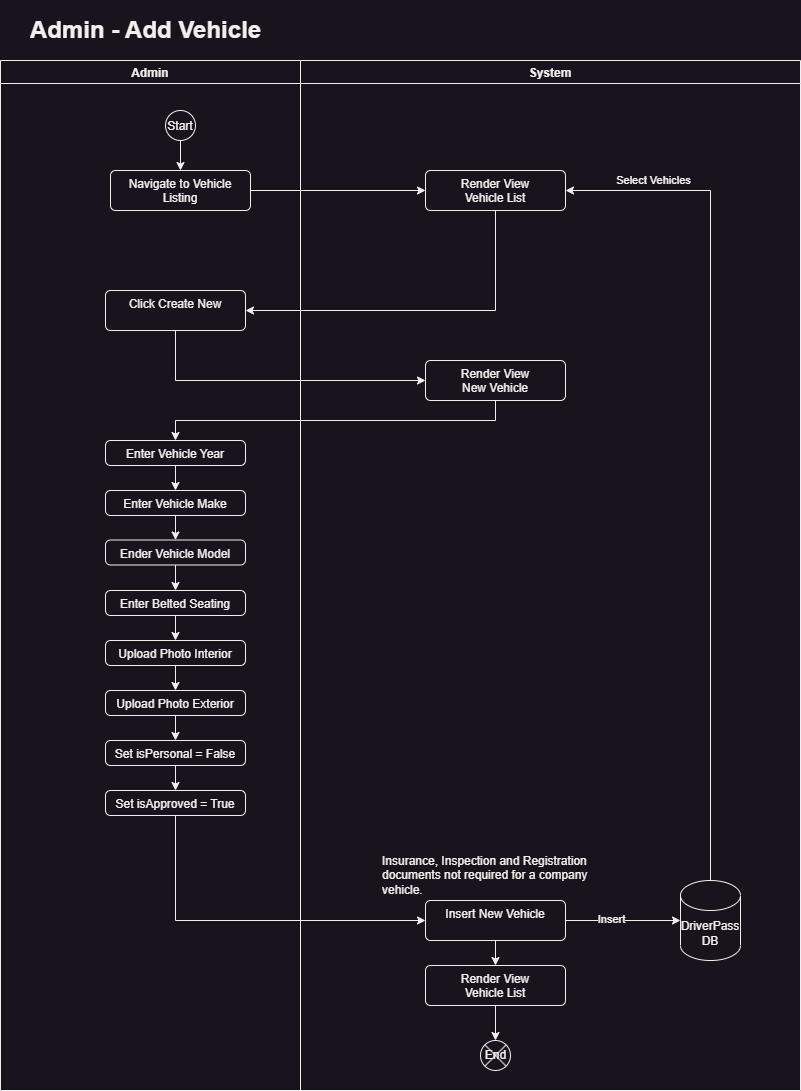 Admin - Add Vehicle
Admin
System
Start
Navigate to Vehicle
Listing
Render View
Vehicle List
Select Vehicles
Click Create New
Render View
New Vehicle
Enter Vehicle Year
Enter Vehicle Make
Ender Vehicle Model
Enter Belted Seating
Upload Photo Interior
Upload Photo Exterior
Set isPersonal = False
Set isApproved = True
Insurance, Inspection and Registration
documents not required for a company
vehicle.
Insert New Vehicle
Insert
DriverPass
DB
Render View
Vehicle List
End